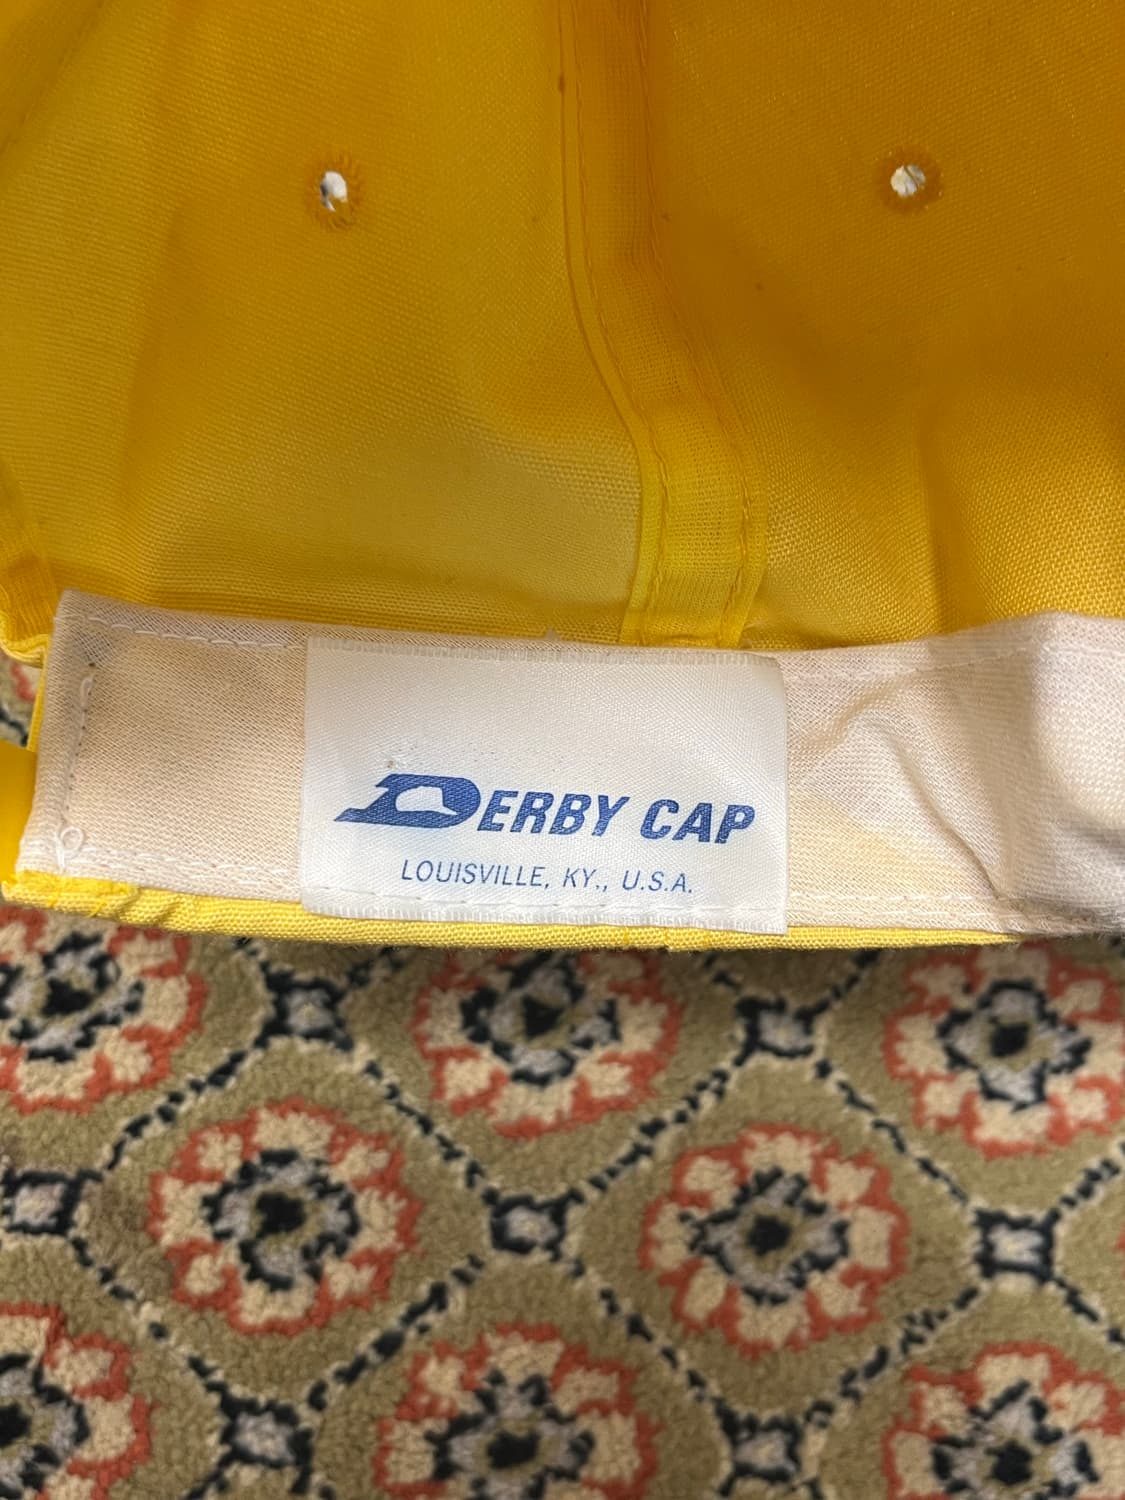 DERBY CAP
LOUISVILLE, KY., U.S.A.